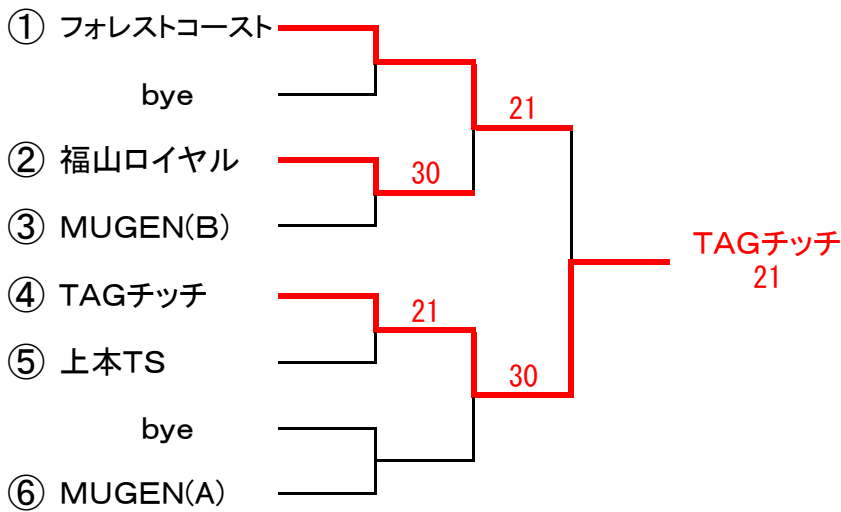 ① フォレストコースト
bye
21
② 福山ロイヤル
30
③ MUGEN(B)
TAGチッチ
21
④ TAGチッチ
21
⑤ 上本TS
30
bye
⑥ MUGEN(A)